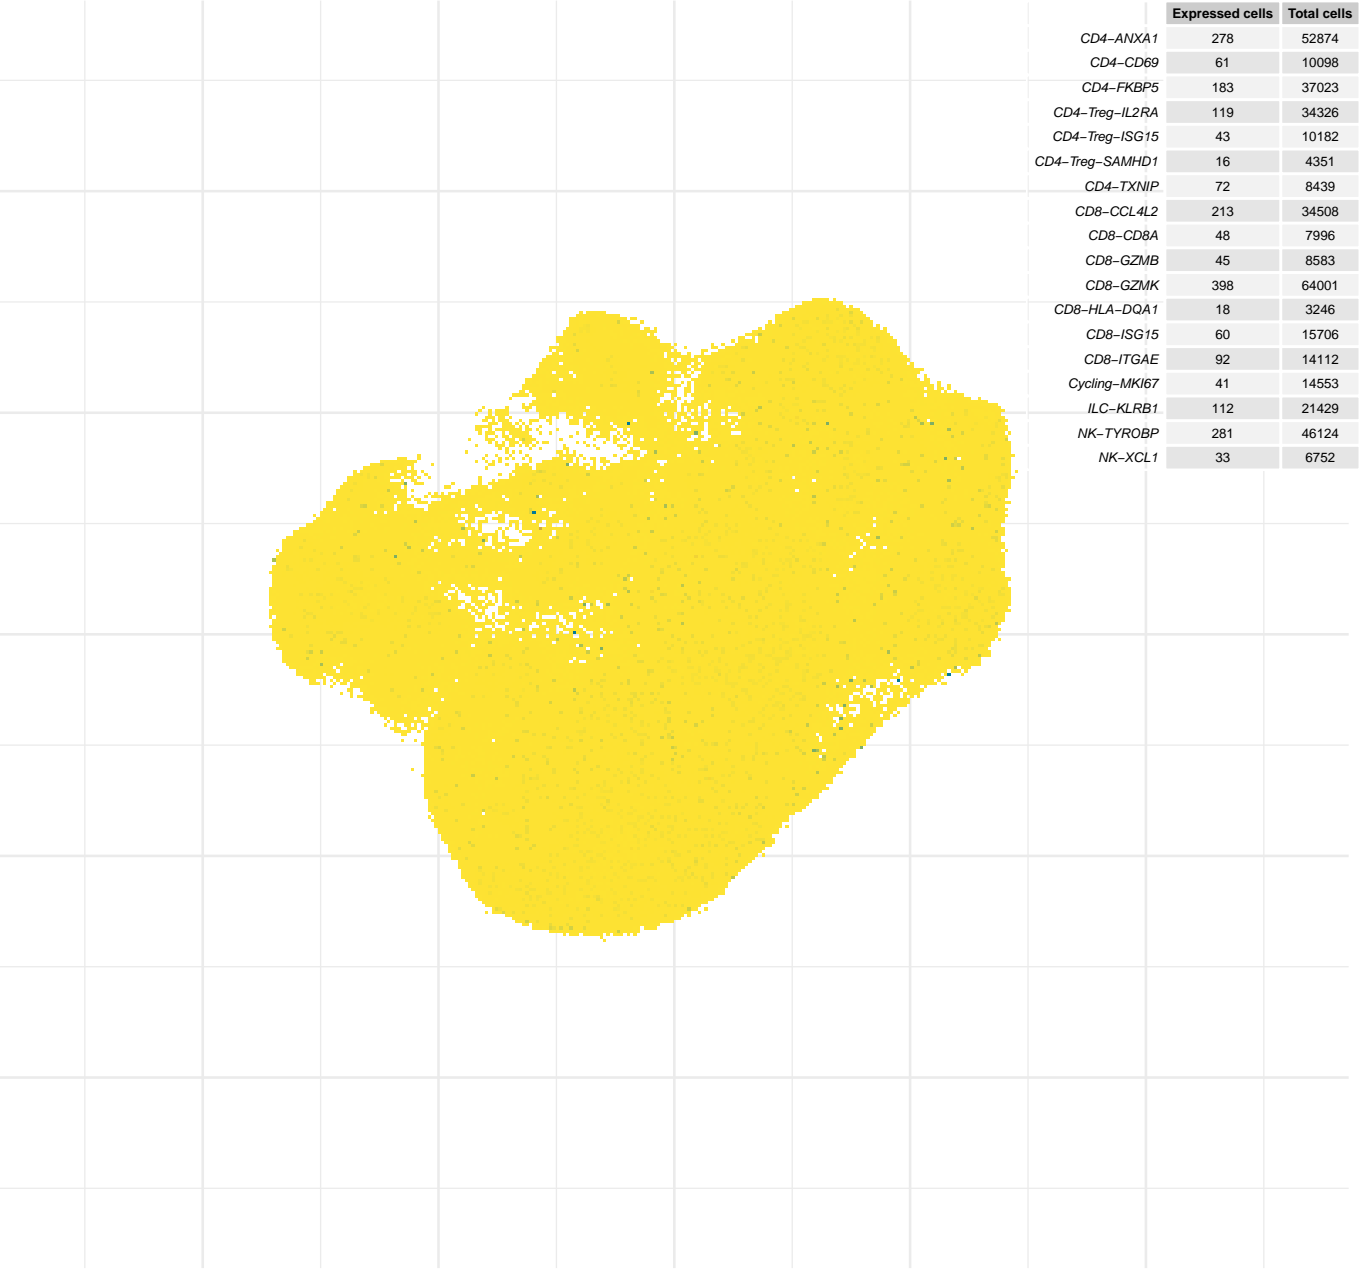 Expressed cells Total cells
CD4−ANXA1 278 52874
CD4−CD69 61 10098
CD4−FKBP5 183 37023
CD4−Treg−IL2RA 119 34326
CD4−Treg−ISG15 43 10182
CD4−Treg−SAMHD1 16 4351
CD4−TXNIP 72 8439
CD8−CCL4L2 213 34508
CD8−CD8A 48 7996
CD8−GZMB 45 8583
CD8−GZMK 398 64001
CD8−HLA−DQA1 18 3246
CD8−ISG15 60 15706
CD8−ITGAE 92 14112
Cycling−MKI67 41 14553
ILC−KLRB1 112 21429
NK−TYROBP 281 46124
NK−XCL1 33 6752